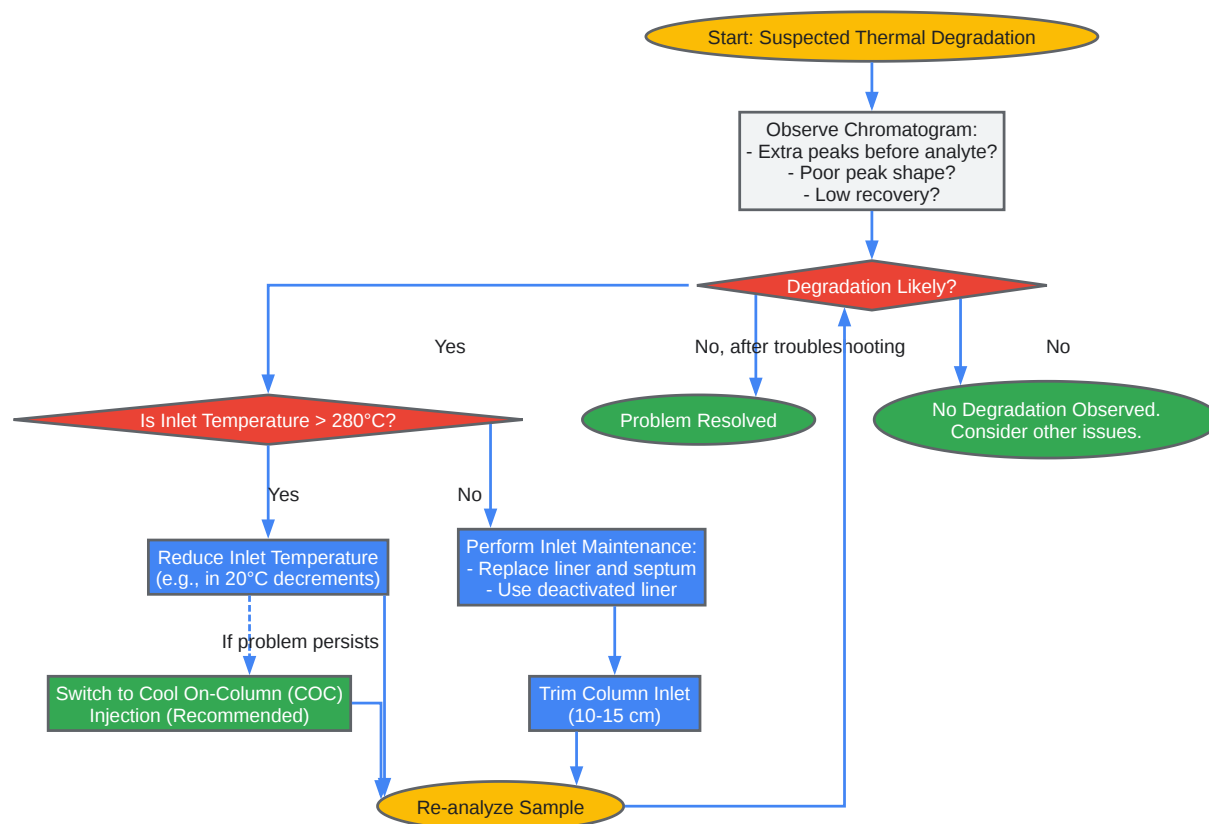 Start: Suspected Thermal Degradation
Observe Chromatogram:
- Extra peaks before analyte?
- Poor peak shape?
- Low recovery?
Degradation Likely?
Yes
No, after troubleshooting
No
Is Inlet Temperature > 280°C?
Problem Resolved
No Degradation Observed.
Consider other issues.
Yes
No
Reduce Inlet Temperature
(e.g., in 20°C decrements)
Perform Inlet Maintenance:
- Replace liner and septum
- Use deactivated liner
If problem persists
Switch to Cool On-Column (COC)
Injection (Recommended)
Trim Column Inlet
(10-15 cm)
Re-analyze Sample